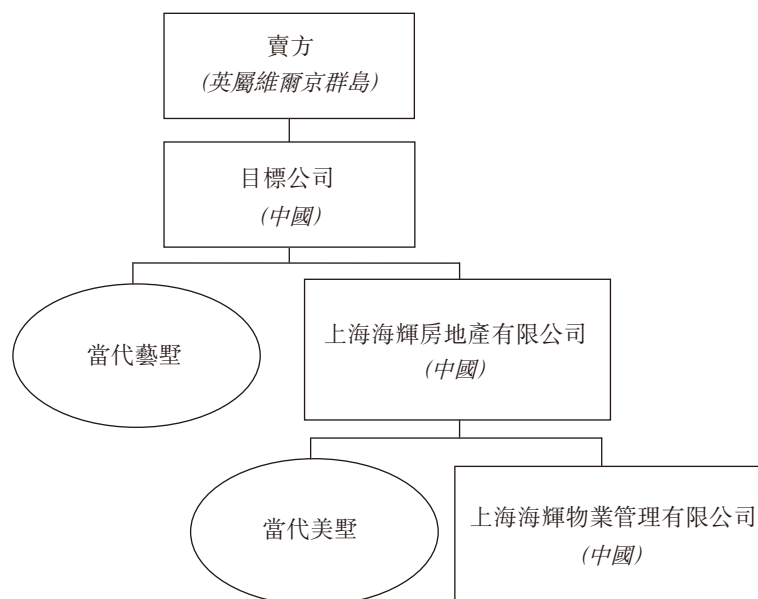 賣方
(英屬維爾京群島)
目標公司
(中國)
當代藝墅
上海海輝房地產有限公司
(中國)
當代美墅
上海海輝物業管理有限公司
(中國)